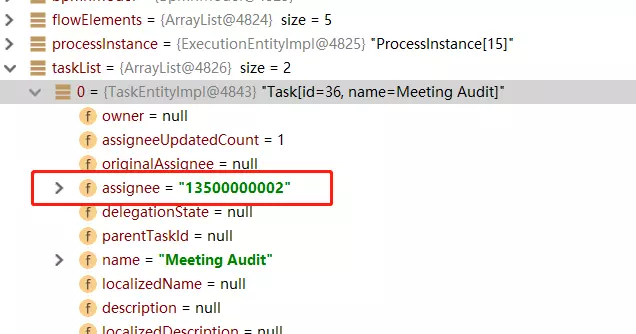 flowElements = {ArrayList@4824} size = 5
processInstance = {ExecutionEntityImpl@4825} "ProcessInstance[15]"
taskList = {ArrayList@4826} size = 2
0 = {TaskEntityImpl@4843} "Task[id=36, name=Meeting Audit]"
f owner = null
f assigneeUpdatedCount = 1
f originalAssignee = null
f assignee = "13500000002"
f delegationState = null
f parentTaskId = null
f name = "Meeting Audit"
f localizedName = null
f description = null
f localizedDescription = null